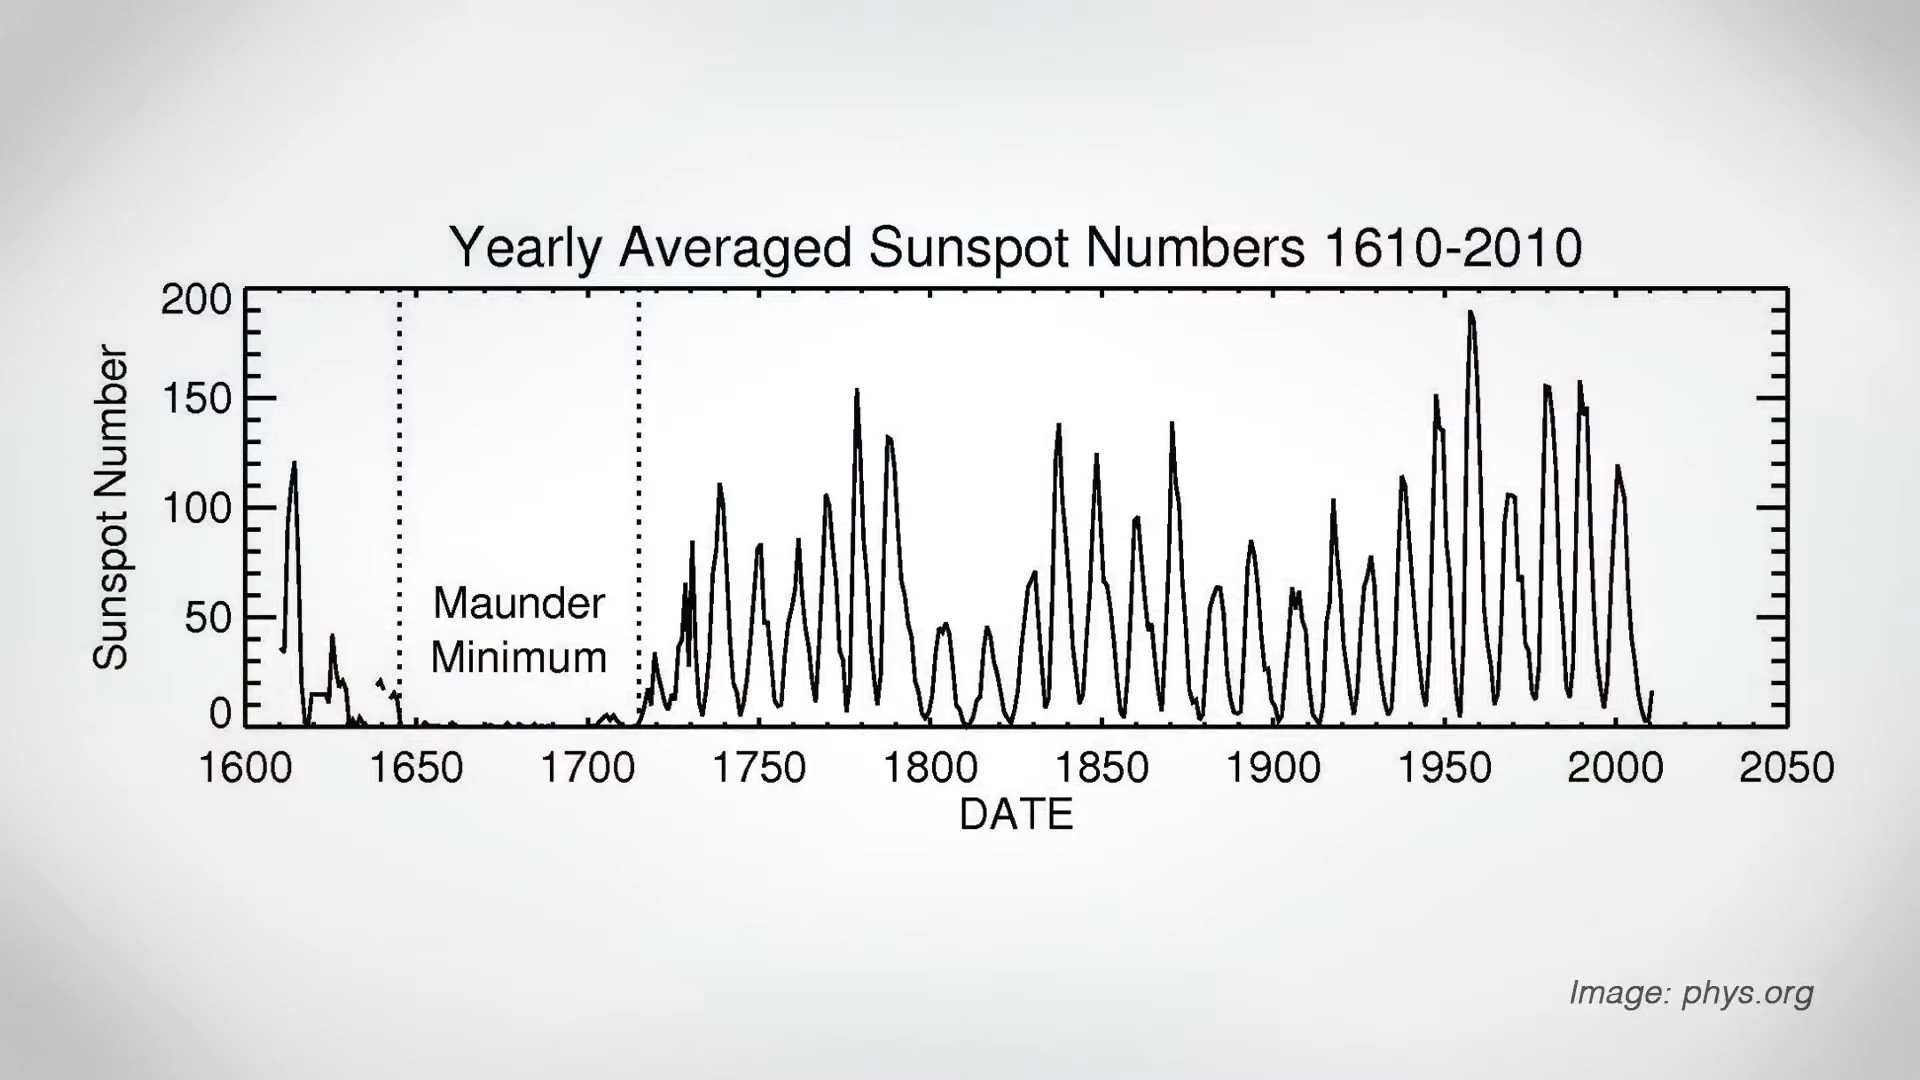 Yearly Averaged Sunspot Numbers 1610-2010
Sunspot Number
200
150
100
50
0
Maunder
Minimum
1600 1650 1700 1750 1800 1850 1900 1950 2000 2050
DATE
Image: phys.org